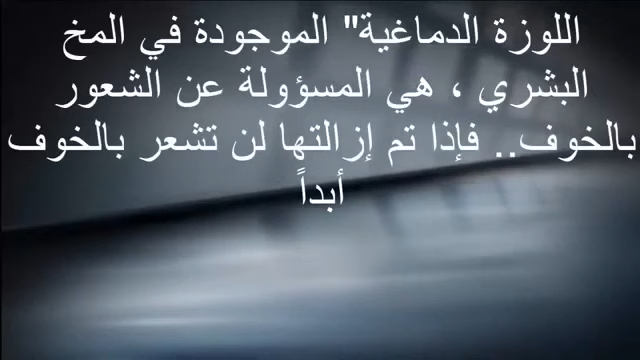 اللوزة الدماغية" الموجودة في المخ
البشري ، هي المسؤولة عن الشعور
بالخوف.. فإذا تم إزالتها لن تشعر بالخوف
أبداً